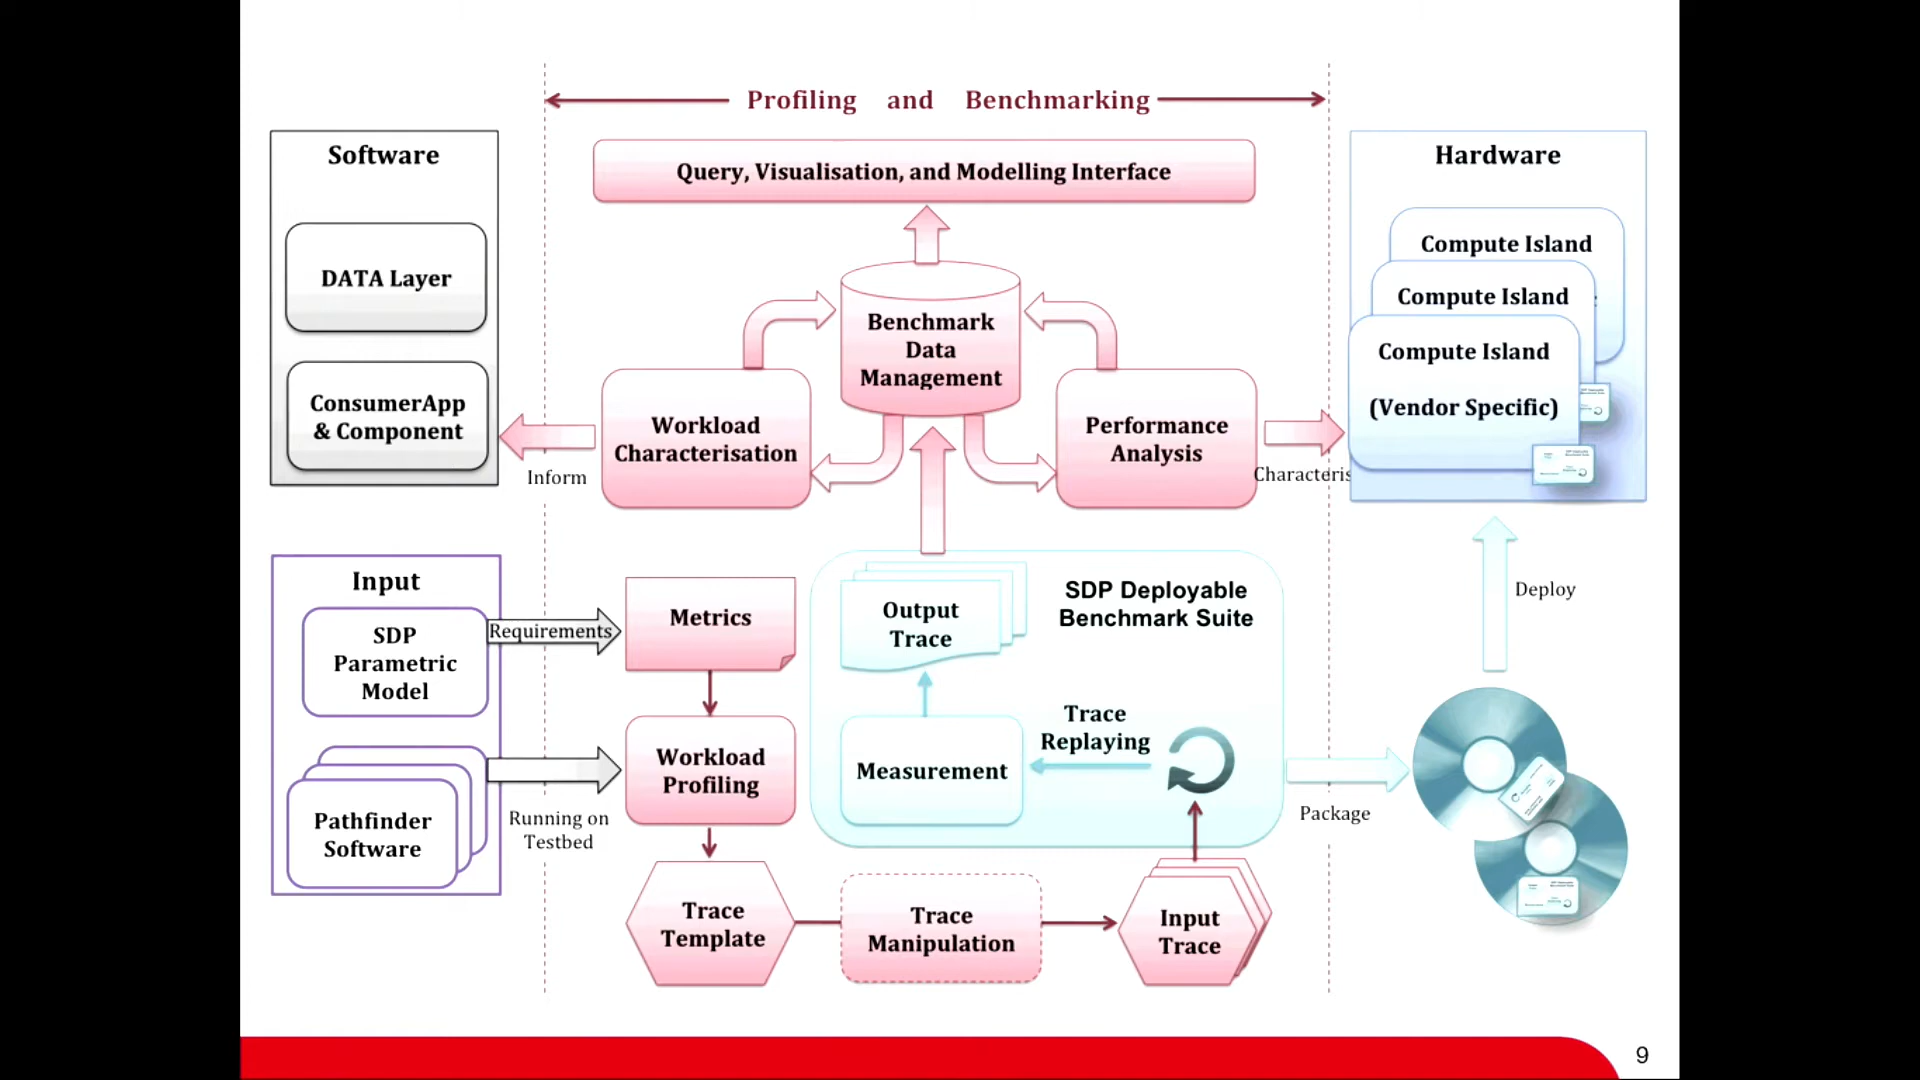 Profiling and Benchmarking
Software
DATA Layer
ConsumerApp
& Component
Query, Visualisation, and Modelling Interface
Benchmark
Data
Management
Workload
Characterisation
Performance
Analysis
Inform
Characteris
Hardware
Compute Island
Compute Island
Compute Island
(Vendor Specific)
Input
SDP
Parametric
Model
Requirements
Metrics
Pathfinder
Software
Running on
Testbed
Workload
Profiling
Output
Trace
SDP Deployable
Benchmark Suite
Measurement
Trace
Replaying
Trace
Template
Trace
Manipulation
Input
Trace
Package
Deploy
9